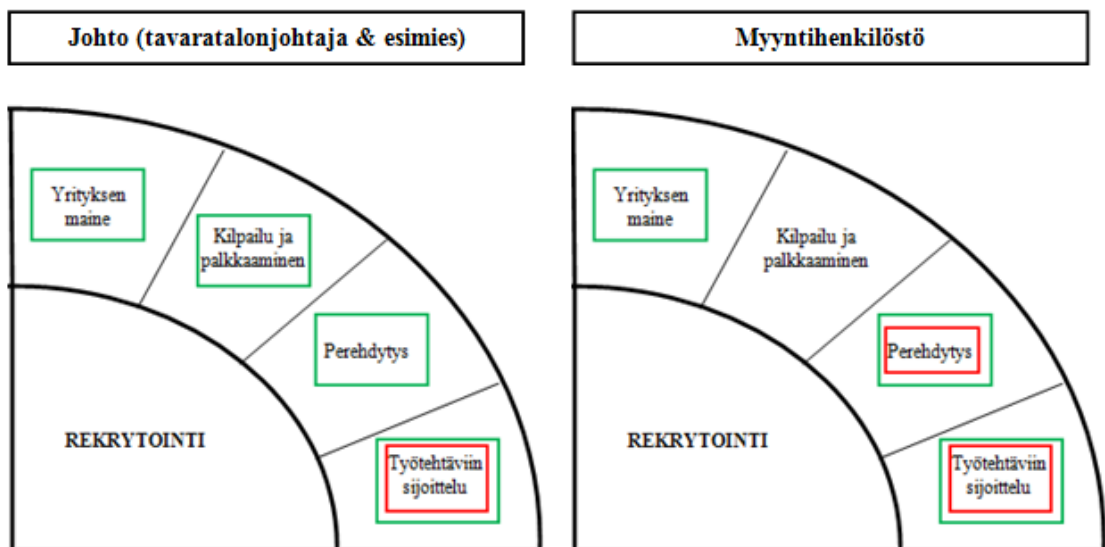 Johto (tavaratalonjohtaja & esimies)
Yrityksen
maine
Kilpailu ja
palkkaaminen
Perehdytys
Työtehtäviin
sijoittelu
REKRYTOINTI
Myyntihenkilöstö
Yrityksen
maine
Kilpailu ja
palkkaaminen
Perehdytys
Työtehtäviin
sijoittelu
REKRYTOINTI